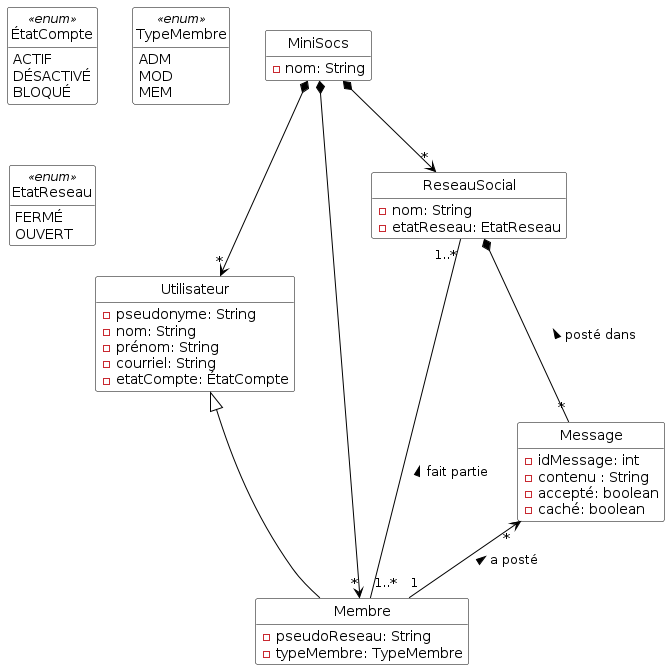 «enum»
ÉtatCompte
ACTIF
DÉSACTIVÉ
BLOQUÉ
«enum»
TypeMembre
ADM
MOD
MEM
MiniSocs
nom: String
«enum»
EtatReseau
FERMÉ
OUVERT
*
ReseauSocial
nom: String
etatReseau: EtatReseau
*
1..*
Utilisateur
pseudonyme: String
nom: String
prénom: String
courriel: String
etatCompte: ÉtatCompte
posté dans
*
Message
idMessage: int
contenu : String
accepté: boolean
caché: boolean
fait partie
*
a posté
* 1..* 1
Membre
pseudoReseau: String
typeMembre: TypeMembre